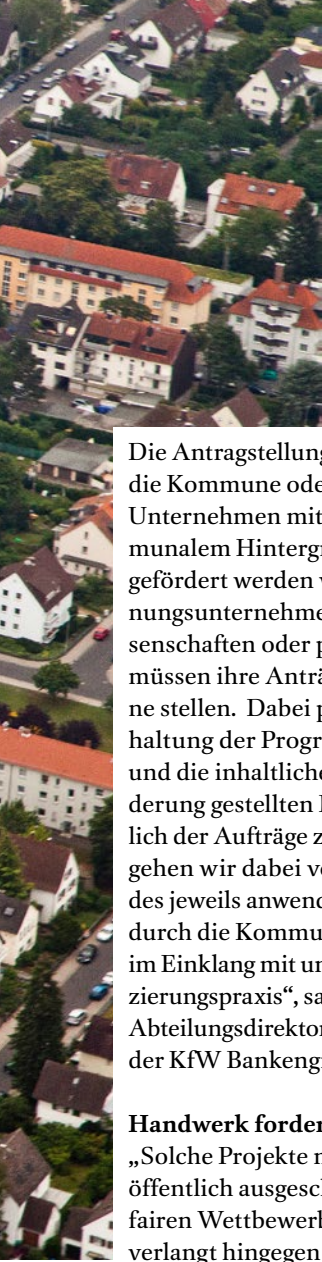 Die Antragstellung
die Kommune ode
Unternehmen mit
munalem Hintergr
gefördert werden
nungsunternehme
senschaften oder p
müssen ihre Anträ
ne stellen. Dabei p
haltung der Progr
und die inhaltliche
derung gestellten
lich der Aufträge z
gehen wir dabei vo
des jeweils anwend
durch die Kommu
im Einklang mit un
zierungspraxis“, sa
Abteilungsdirektor
der KfW Bankeng

Handwerk forder
„Solche Projekte
öffentlich ausgesc
fairen Wettbewerb
verlangt hingegen